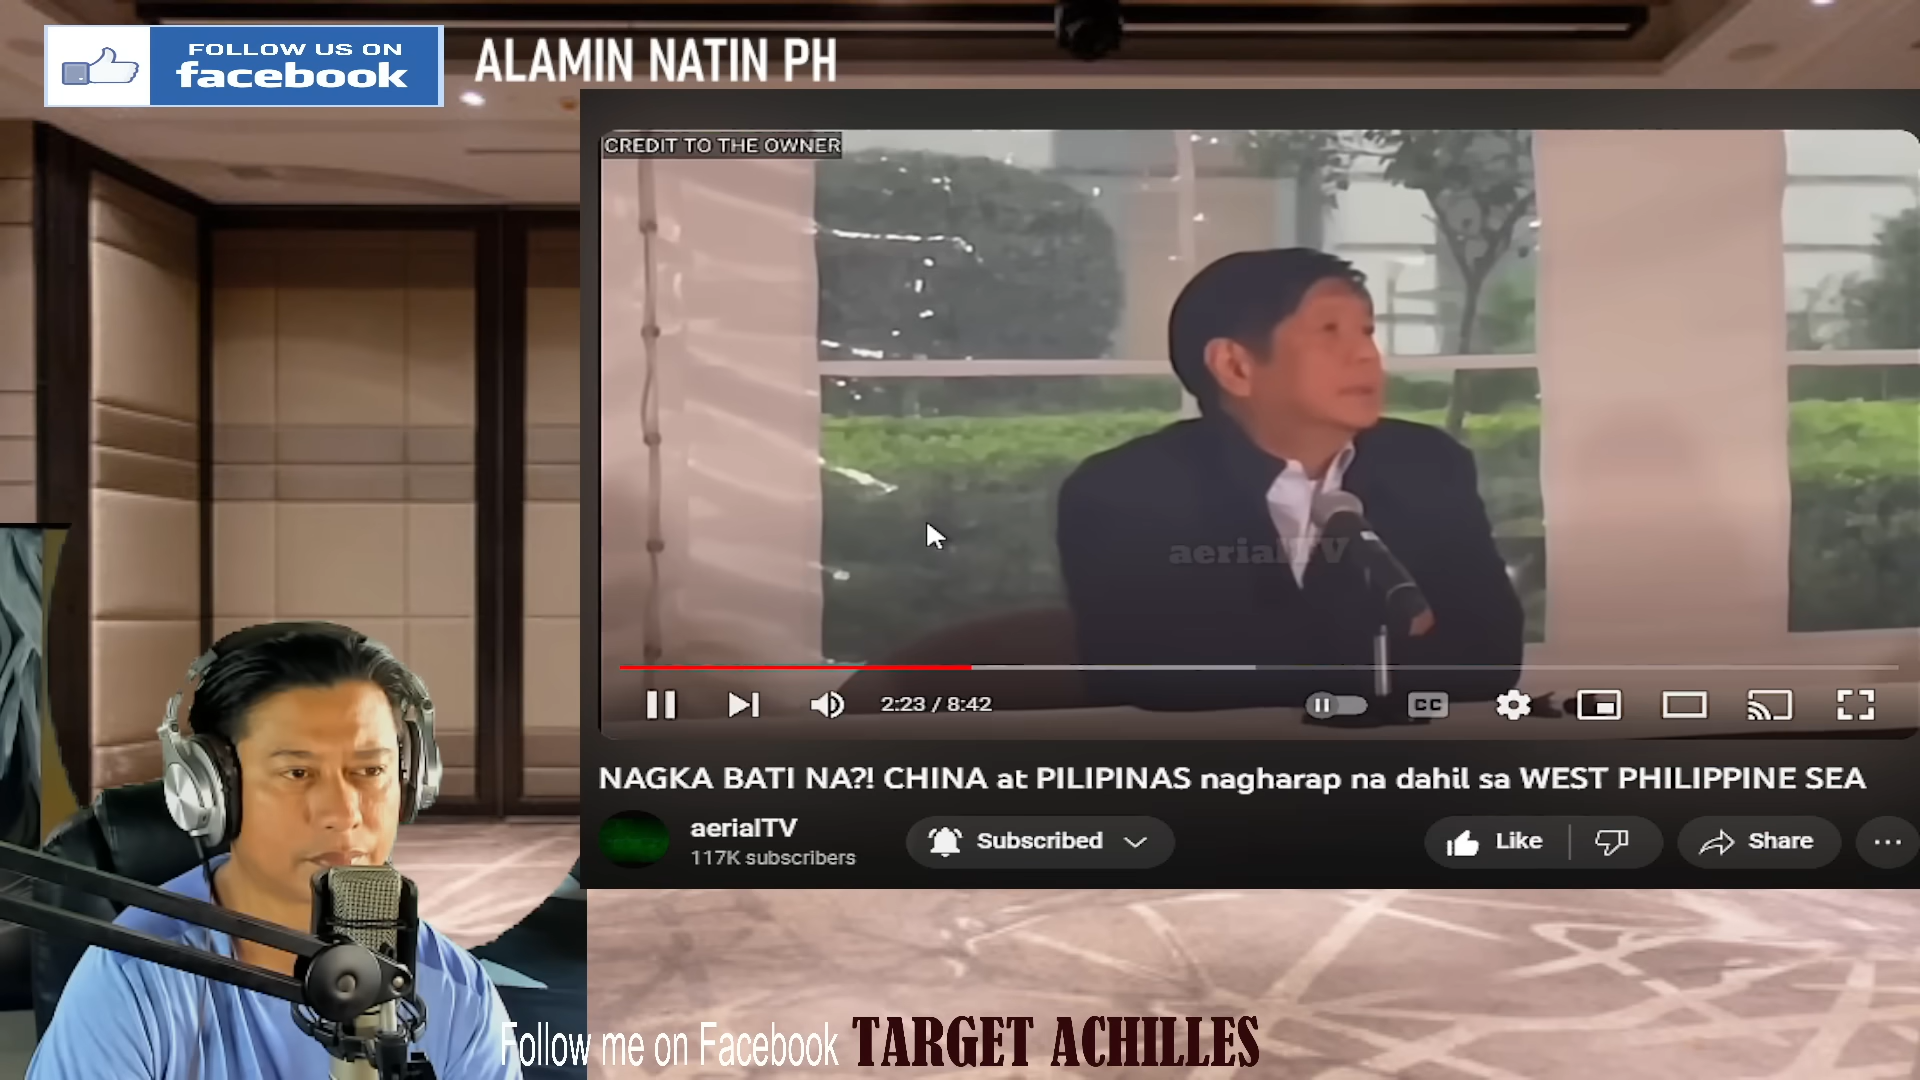 FOLLOW US ON
facebook
ALAMIN NATIN PH
CREDIT TO THE OWNER
aerialTV
2:23 / 8:42
CC
NAGKA BATI NA?! CHINA at PILIPINAS nagharap na dahil sa WEST PHILIPPINE SEA
aerialTV
117K subscribers
Subscribed
Like
Share
Follow me on Facebook TARGET ACHILLES